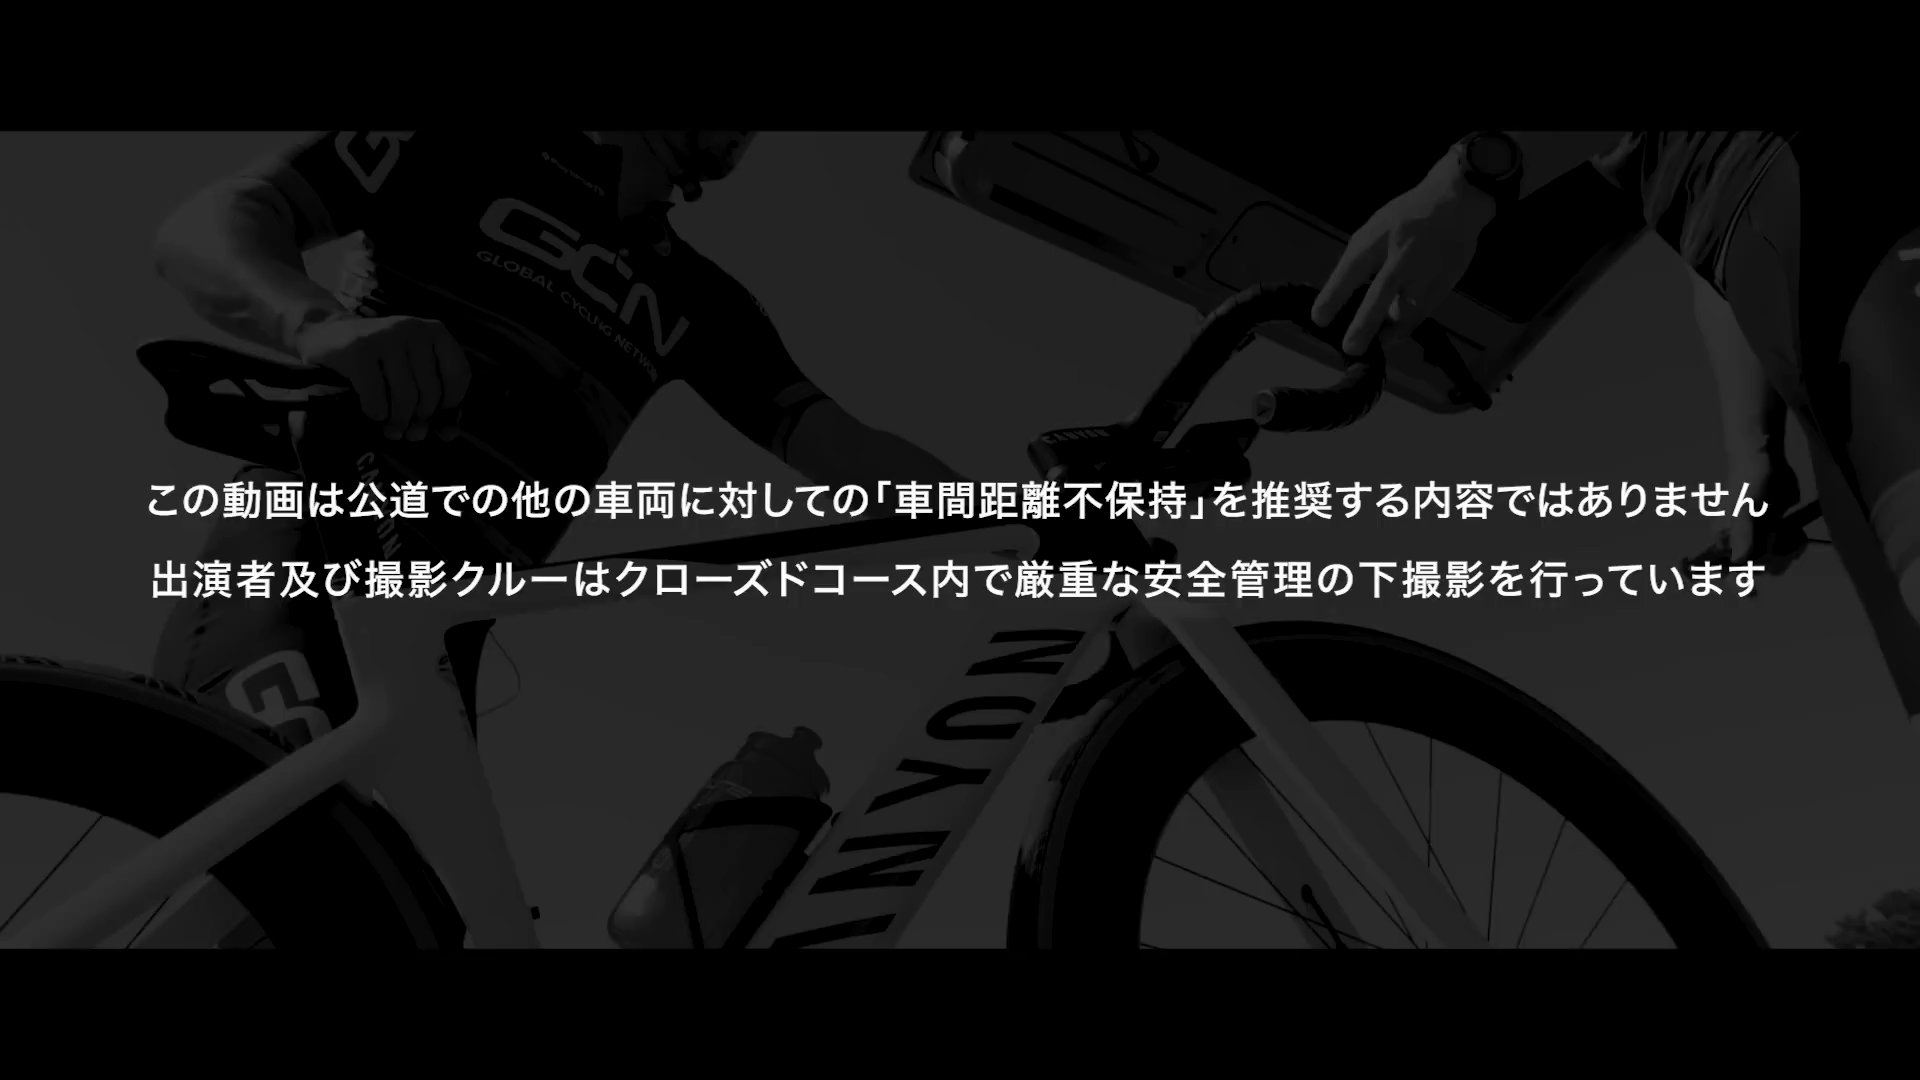 GCN
GLOBAL CYCLING NETWORK
CANYON
この動画は公道での他の車両に対しての「車間距離不保持」を推奨する内容ではありません
出演者及び撮影クルーはクローズドコース内で厳重な安全管理の下撮影を行っています